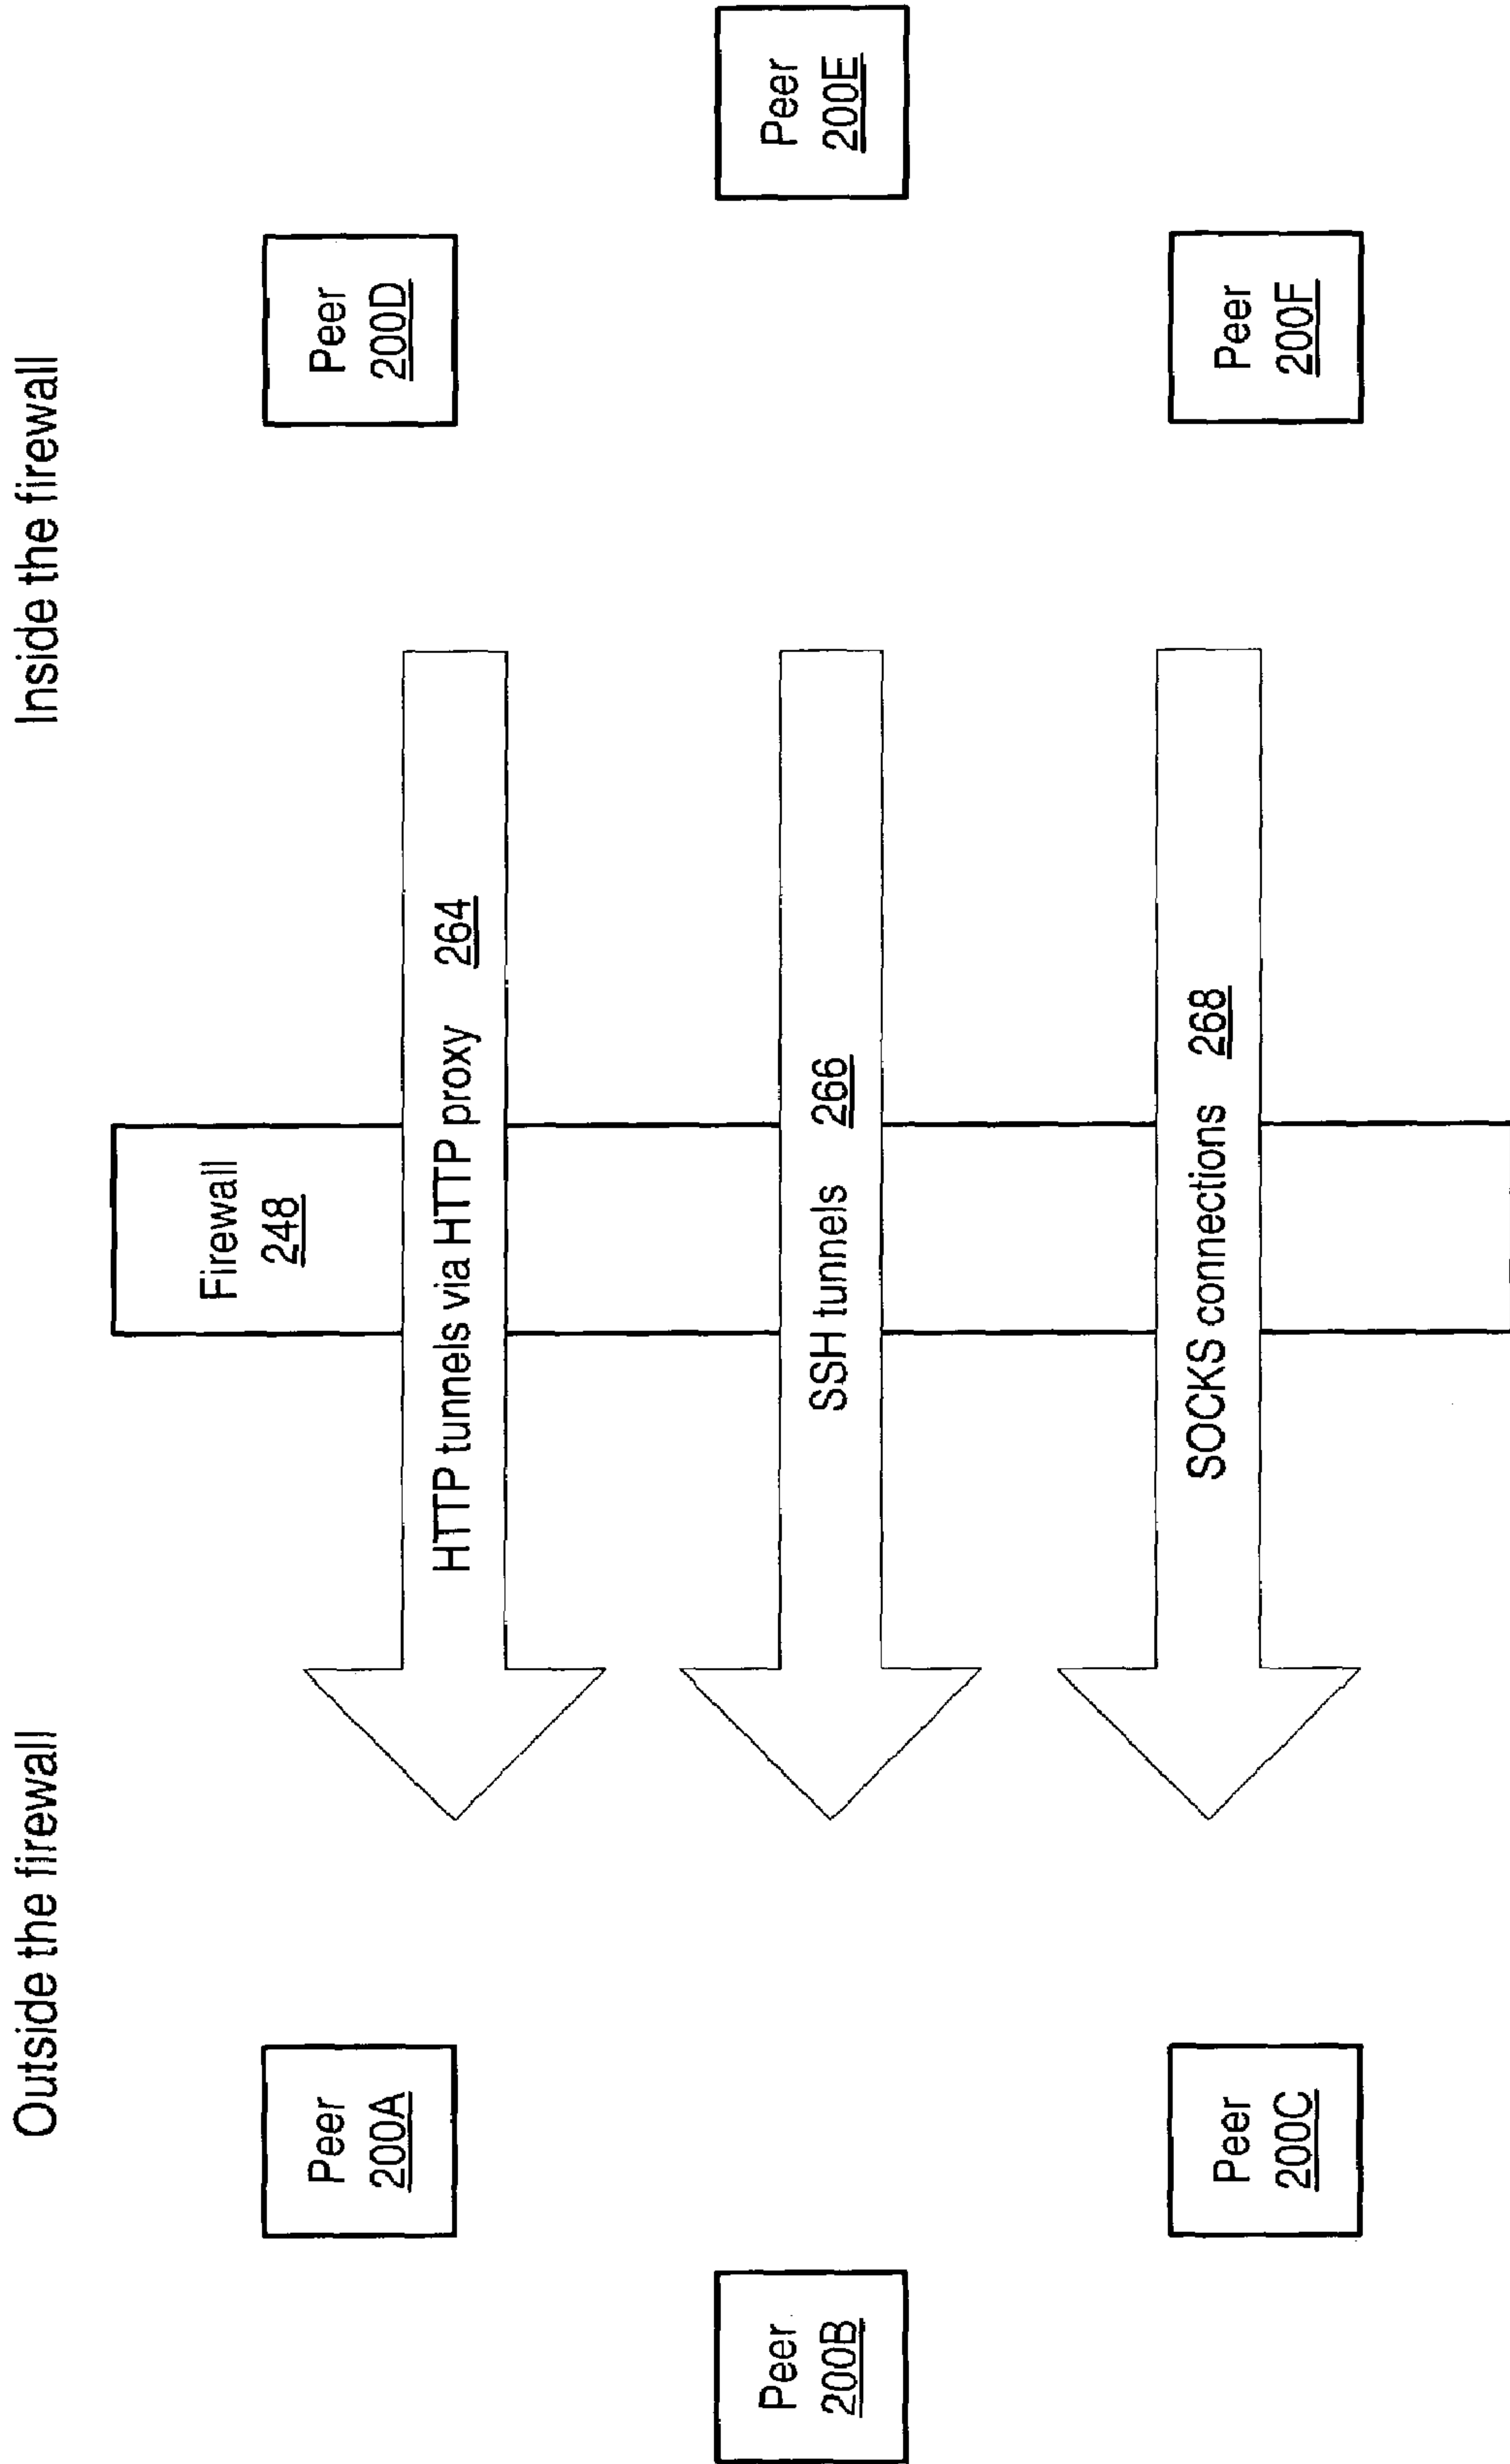 Outside the firewall
Inside the firewall
Peer
200A
Peer
200B
Peer
200C
Firewall
248
HTTP tunnels via HTTP proxy 264
SSH tunnels 266
SOCKS connections 268
Peer
200D
Peer
200E
Peer
200F